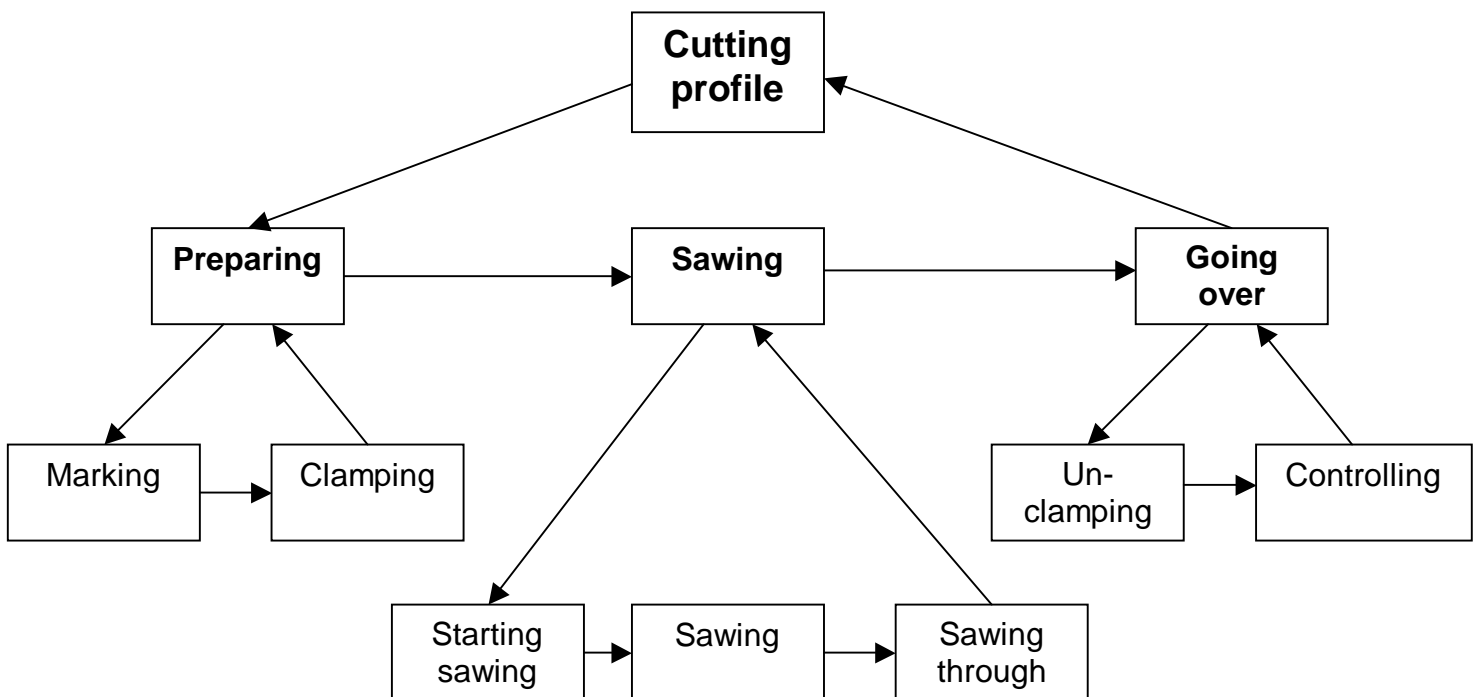 Cutting
profile
Preparing
Sawing
Going
over
Marking
Clamping
Un-
clamping
Controlling
Starting
sawing
Sawing
Sawing
through